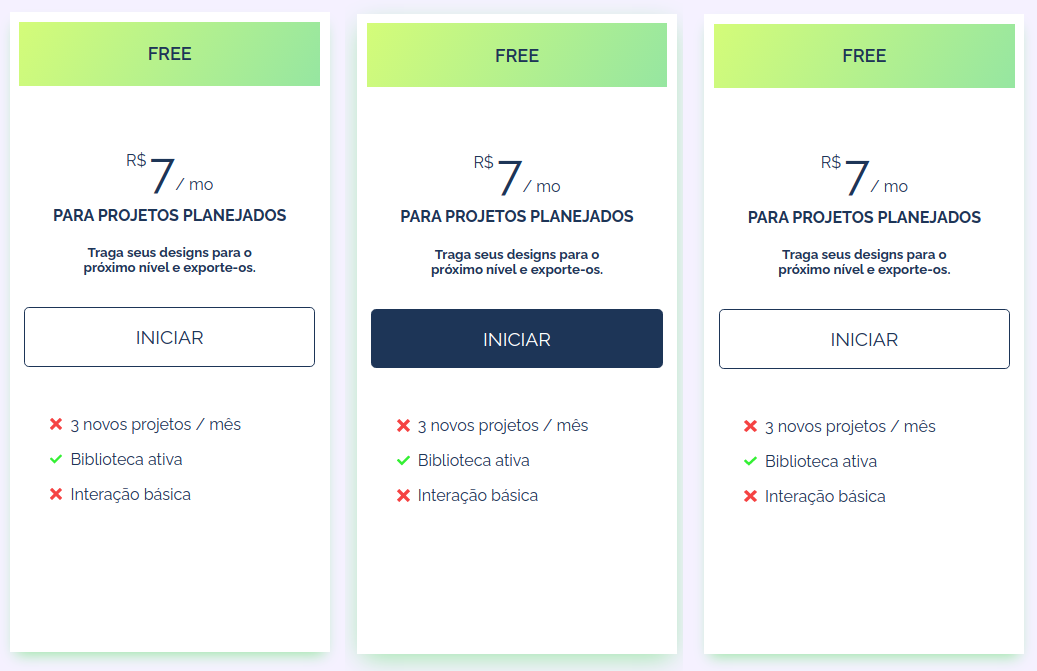 FREE
R$ 7 / mo
PARA PROJETOS PLANEJADOS
Traga seus designs para o
próximo nível e exporte-os.
INICIAR
3 novos projetos / mês
Biblioteca ativa
Interação básica
FREE
R$ 7 / mo
PARA PROJETOS PLANEJADOS
Traga seus designs para o
próximo nível e exporte-os.
INICIAR
3 novos projetos / mês
Biblioteca ativa
Interação básica
FREE
R$ 7 / mo
PARA PROJETOS PLANEJADOS
Traga seus designs para o
próximo nível e exporte-os.
INICIAR
3 novos projetos / mês
Biblioteca ativa
Interação básica